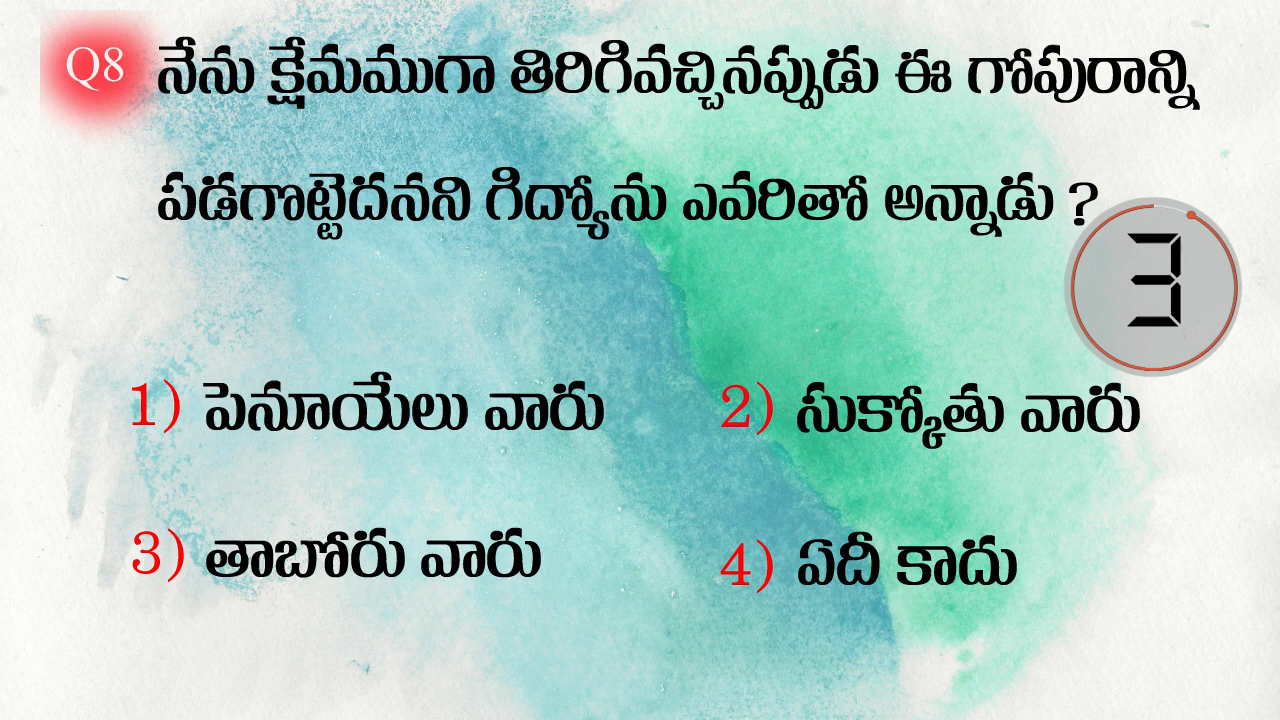 Q8 నేను క్షేమముగా తిరిగివచ్చినప్పుడు ఈ గోపురాన్ని
పడగొట్టెదనని గిద్యోను ఎవరితో అన్నాడు ?
3
1) పెనూయేలు వారు
2) సుక్కోతు వారు
3) తాబోరు వారు
4) ఏదీ కాదు